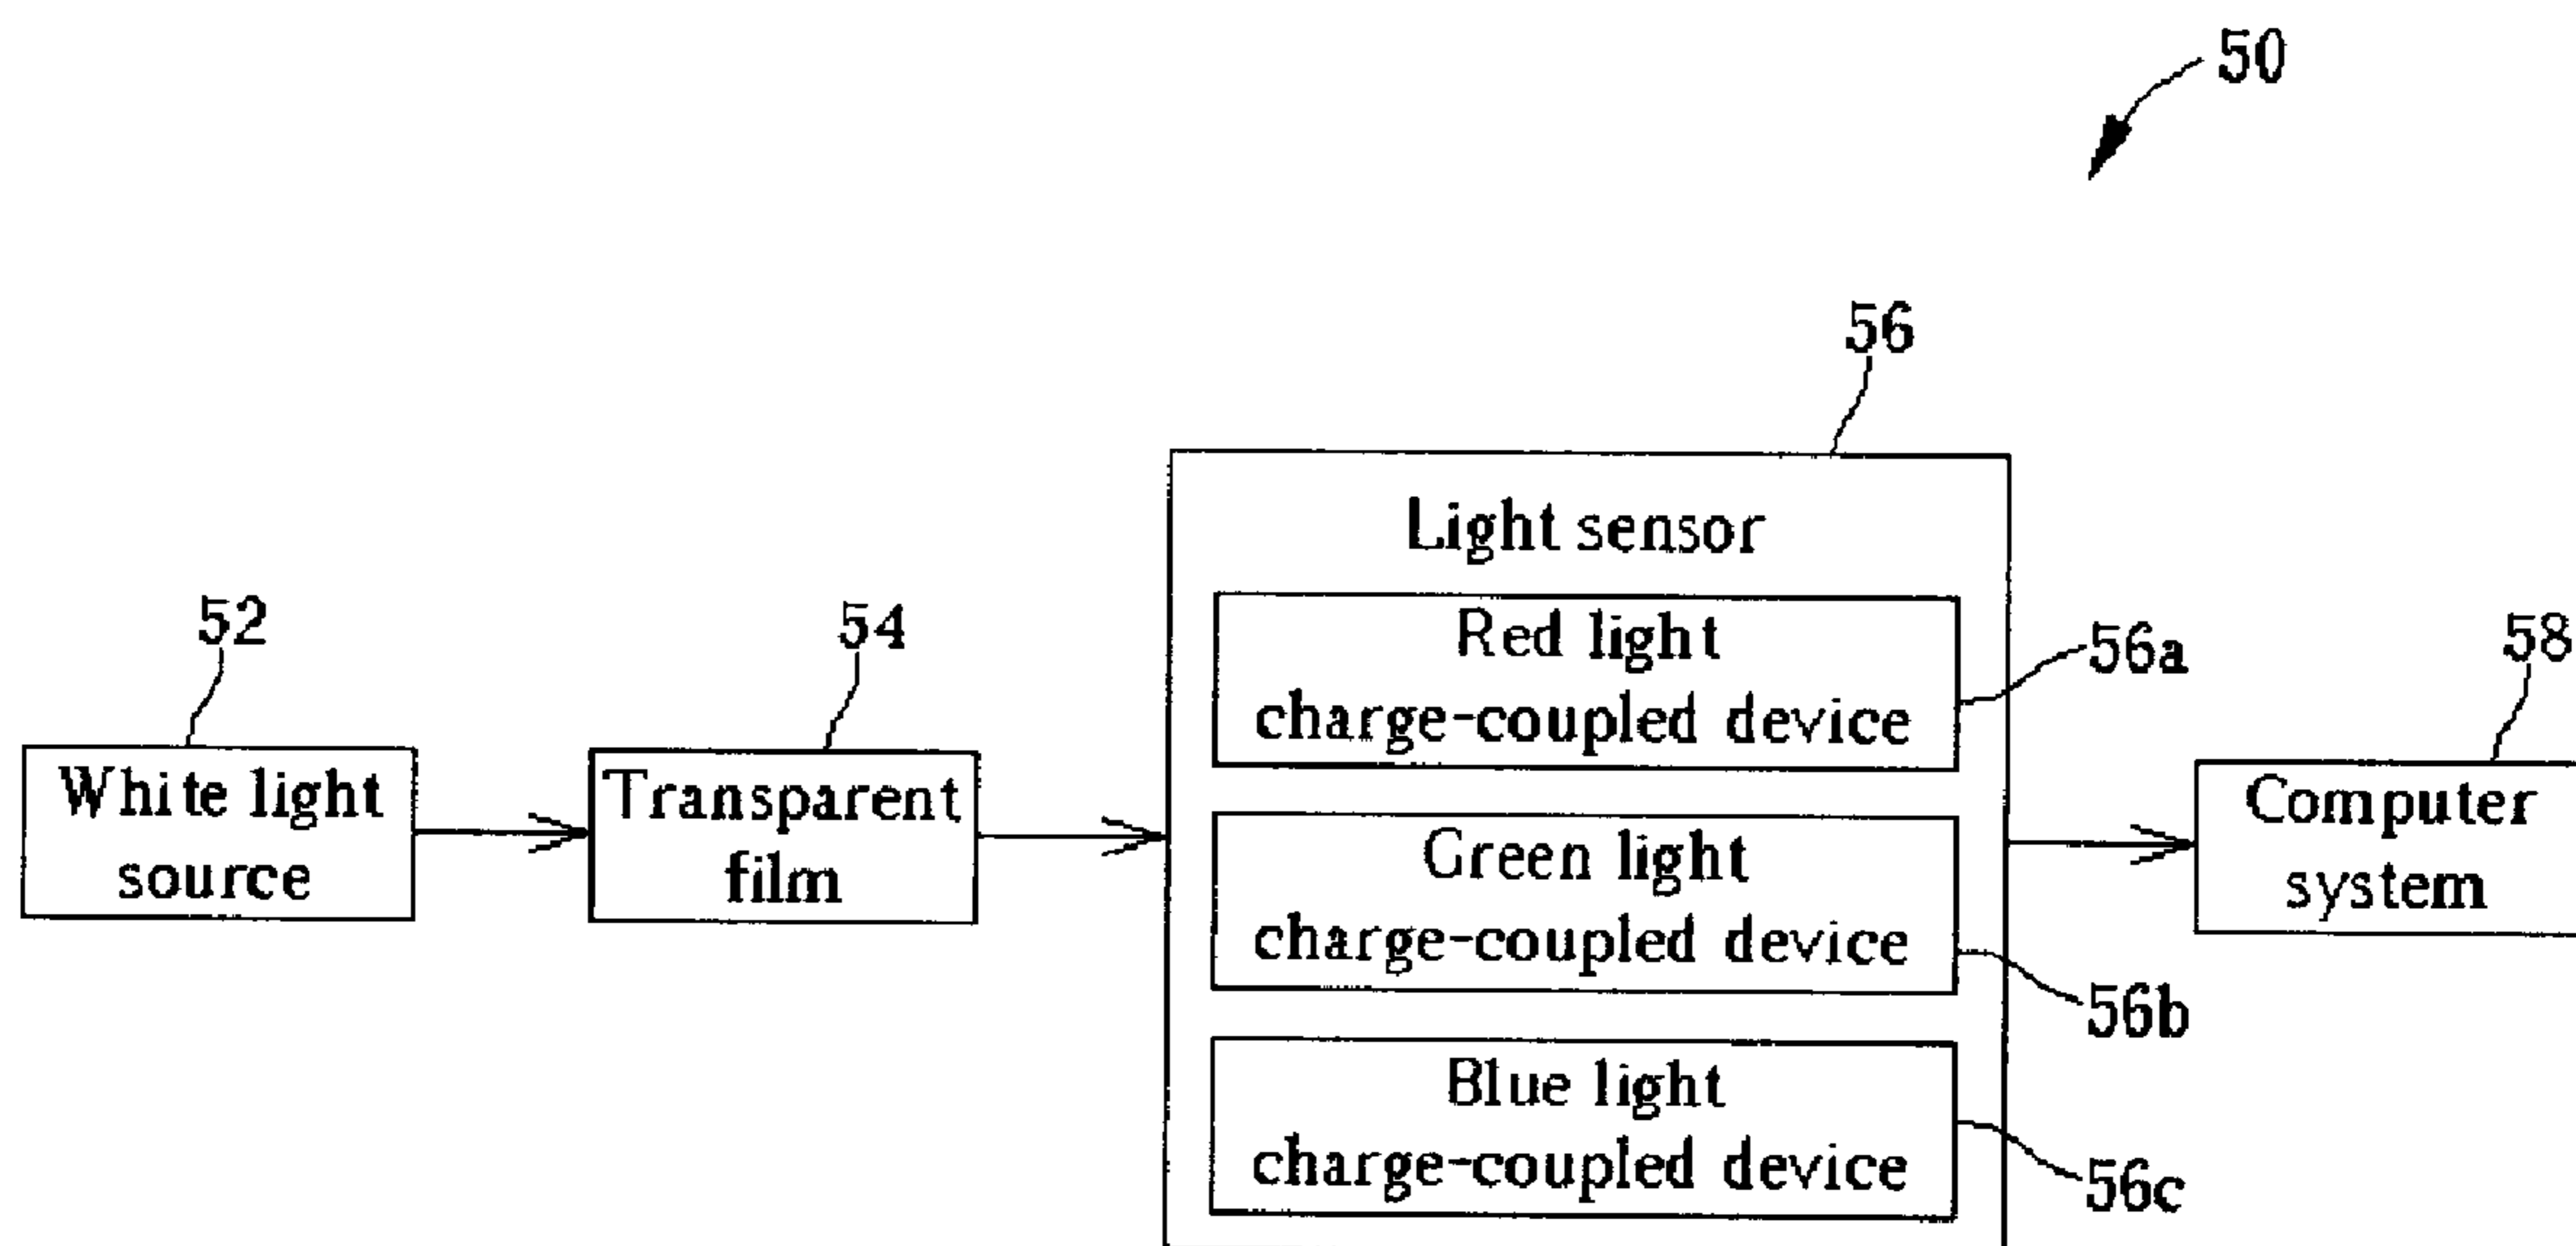 50
56
Light sensor
52
54
Red light
charge-coupled device
56a
58
White light
source
Transparent
film
Green light
charge-coupled device
56b
Computer
system
Blue light
charge-coupled device
56c